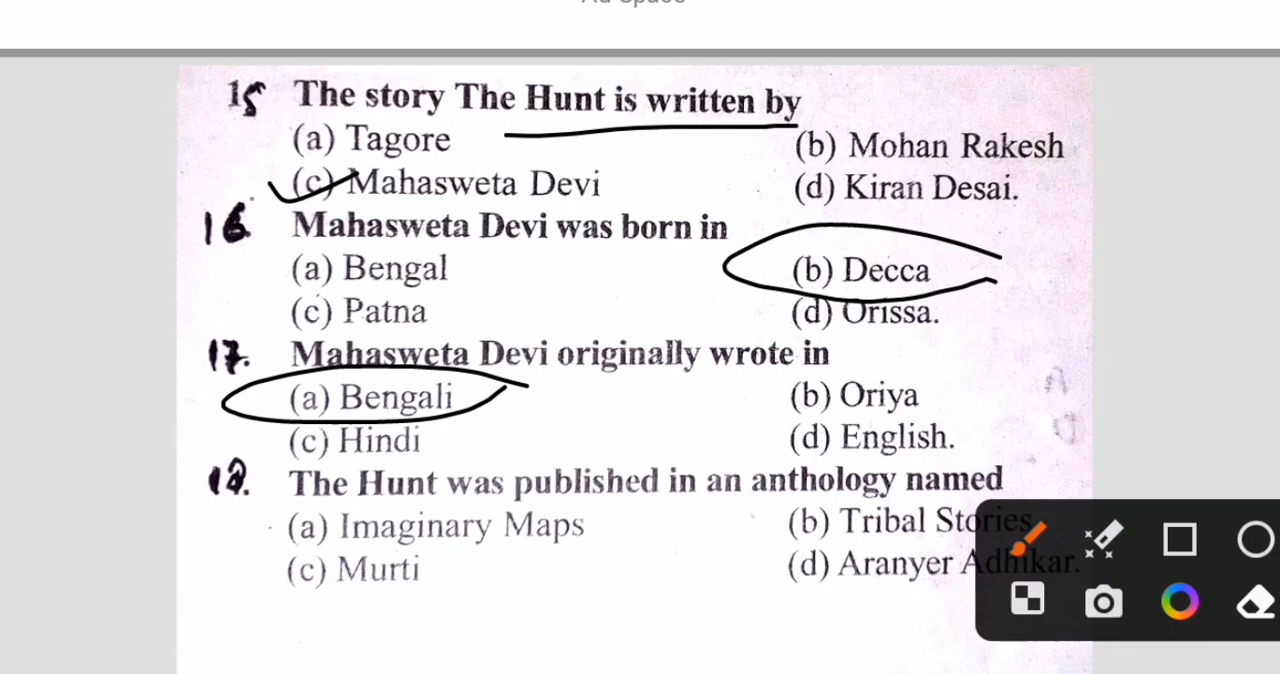 15 The story The Hunt is written by
(a) Tagore (b) Mohan Rakesh
(c) Mahasweta Devi (d) Kiran Desai.
16. Mahasweta Devi was born in
(a) Bengal (b) Decca
(c) Patna (d) Orissa.
17. Mahasweta Devi originally wrote in
(a) Bengali (b) Oriya
(c) Hindi (d) English.
18. The Hunt was published in an anthology named
(a) Imaginary Maps (b) Tribal Stories
(c) Murti (d) Aranyer Adhikar.